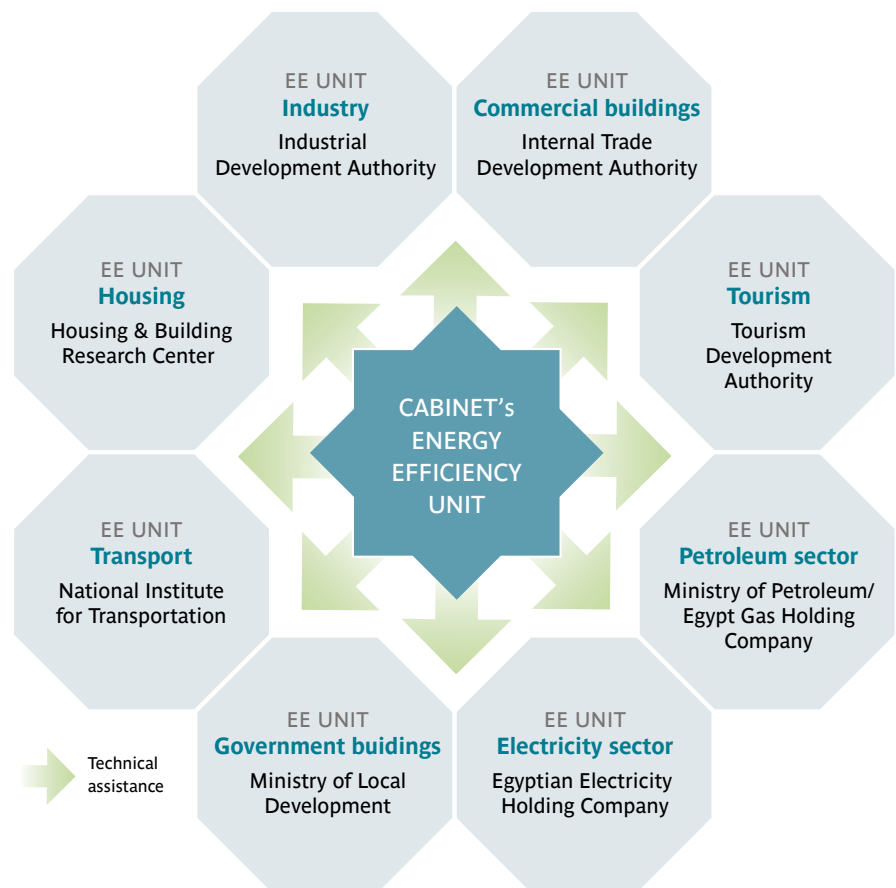 EE UNIT
Industry
Industrial
Development Authority
EE UNIT
Commercial buildings
Internal Trade
Development Authority
EE UNIT
Housing
Housing & Building
Research Center
EE UNIT
Tourism
Tourism
Development
Authority
CABINET's
ENERGY
EFFICIENCY
UNIT
EE UNIT
Transport
National Institute
for Transportation
EE UNIT
Petroleum sector
Ministry of Petroleum/
Egypt Gas Holding
Company
EE UNIT
Government buidings
Ministry of Local
Development
EE UNIT
Electricity sector
Egyptian Electricity
Holding Company
Technical
assistance